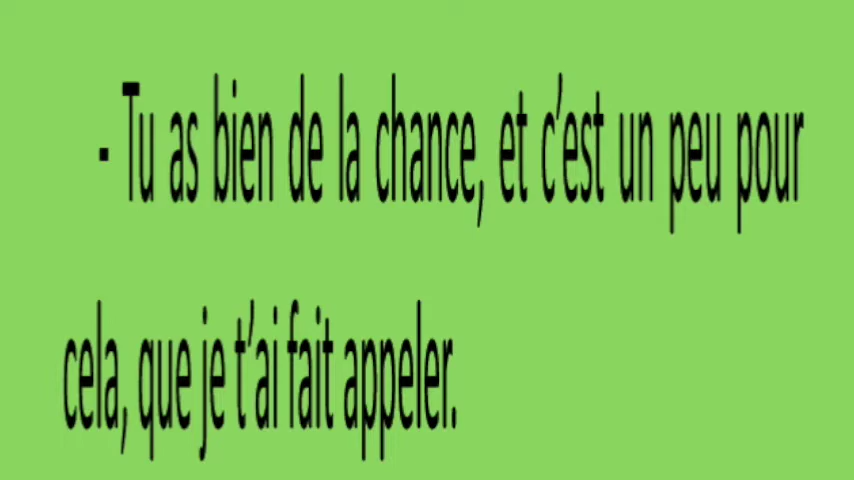 - Tu as bien de la chance, et c’est un peu pour
cela, que je t’ai fait appeler.